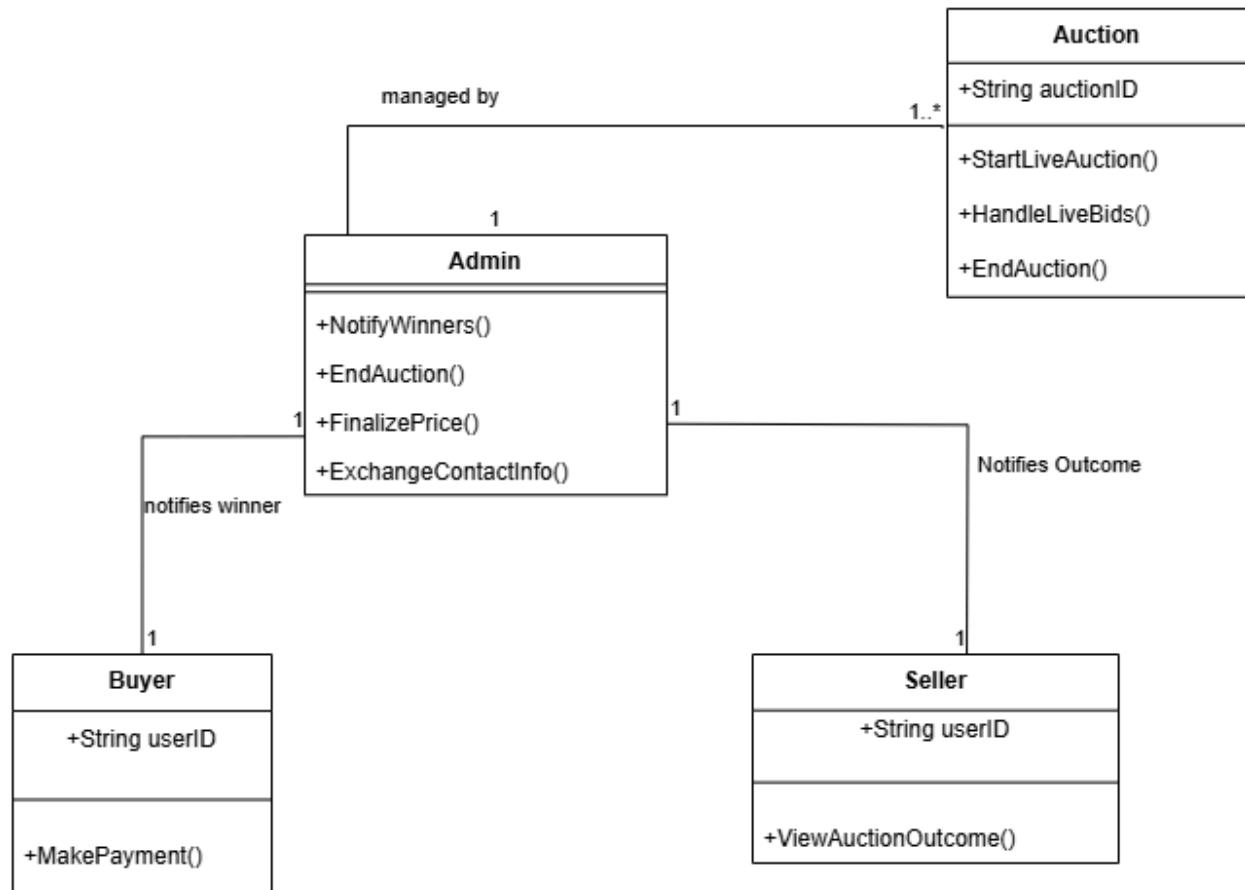 Auction
+String auctionID
+StartLiveAuction()
+HandleLiveBids()
+EndAuction()
managed by
1..*
1
Admin
+NotifyWinners()
+EndAuction()
+FinalizePrice()
+ExchangeContactInfo()
1
notifies winner
1
1
Notifies Outcome
1
Buyer
+String userID
+MakePayment()
Seller
+String userID
+ViewAuctionOutcome()